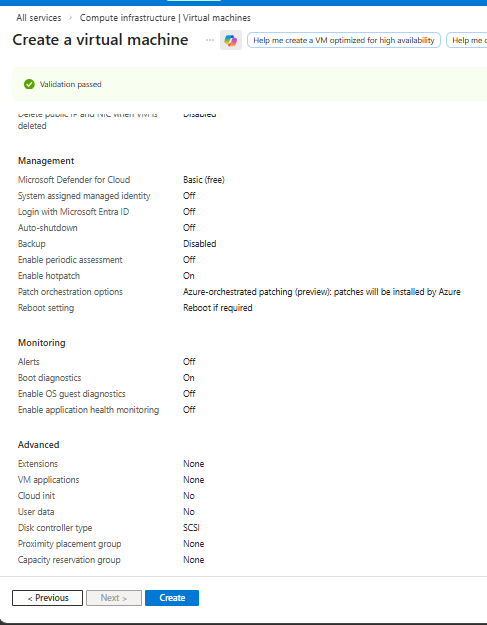 All services > Compute infrastructure | Virtual machines
Create a virtual machine ... Help me create a VM optimized for high availability Help me c
Validation passed
Delete public IP and NIC when VM is Disabled
deleted
Management
Microsoft Defender for Cloud Basic (free)
System assigned managed identity Off
Login with Microsoft Entra ID Off
Auto-shutdown Off
Backup Disabled
Enable periodic assessment Off
Enable hotpatch On
Patch orchestration options Azure-orchestrated patching (preview): patches will be installed by Azure
Reboot setting Reboot if required
Monitoring
Alerts Off
Boot diagnostics On
Enable OS guest diagnostics Off
Enable application health monitoring Off
Advanced
Extensions None
VM applications None
Cloud init No
User data No
Disk controller type SCSI
Proximity placement group None
Capacity reservation group None
< Previous Next > Create